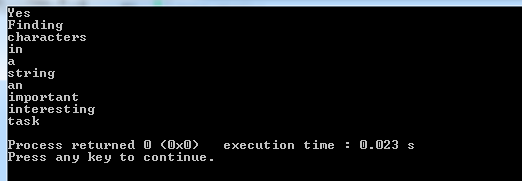 Yes
Finding
characters
in
a
string
an
important
interesting
task
Process returned 0 (0x0)   execution time : 0.023 s
Press any key to continue.